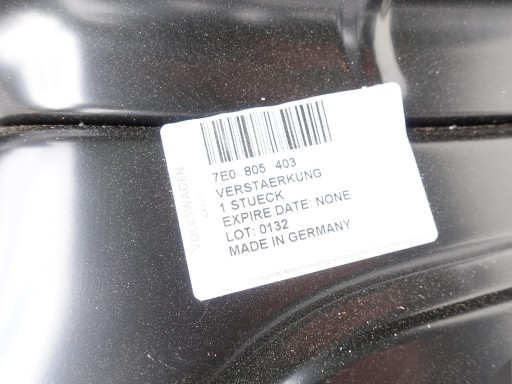 VOLKSWAGEN
7E0 805 403
VERSTAERKUNG
1 STUECK
EXPIRE DATE: NONE
LOT: 0132
MADE IN GERMANY